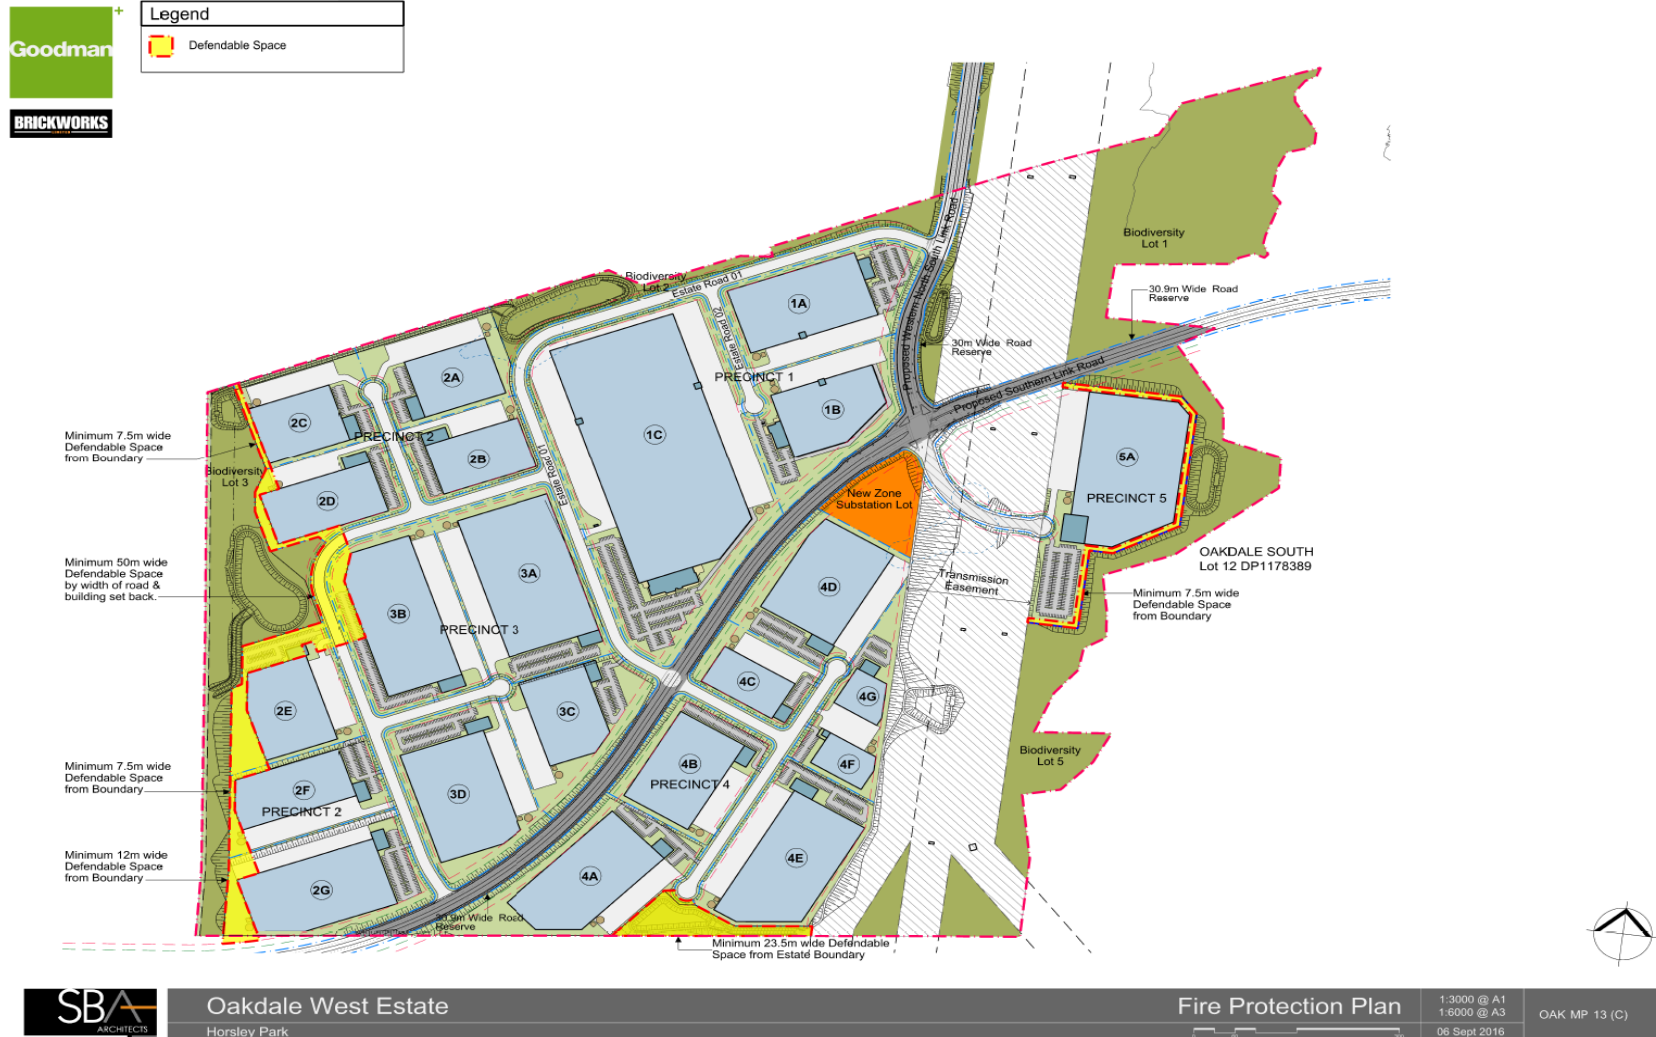 Goodman
+
BRICKWORKS
LIMITED
Legend
Defendable Space
Biodiversity
Lot 1
Biodiversity
Lot 2
Estate Road 01
Estate Road 02
Proposed Western North South Link Road
30.9m Wide Road
Reserve
30m Wide Road
Reserve
Proposed Southern Link Road
1A
PRECINCT 1
1B
1C
2A
2C
PRECINCT 2
2B
Minimum 7.5m wide
Defendable Space
from Boundary
Biodiversity
Lot 3
2D
Estate Road 01
5A
PRECINCT 5
New Zone
Substation Lot
OAKDALE SOUTH
Lot 12 DP1178389
Minimum 50m wide
Defendable Space
by width of road &
building set back.
3A
3B
PRECINCT 3
4D
Transmission
Easement
Minimum 7.5m wide
Defendable Space
from Boundary
4C
4G
2E
3C
Biodiversity
Lot 5
Minimum 7.5m wide
Defendable Space
from Boundary
2F
PRECINCT 2
3D
4B
PRECINCT 4
4F
Minimum 12m wide
Defendable Space
from Boundary
2G
4A
4E
30.9m Wide Road
Reserve
Minimum 23.5m wide Defendable
Space from Estate Boundary
SBA
ARCHITECTS
Oakdale West Estate
Horsley Park
Fire Protection Plan
1:3000 @ A1
1:6000 @ A3
06 Sept 2016
OAK MP 13 (C)